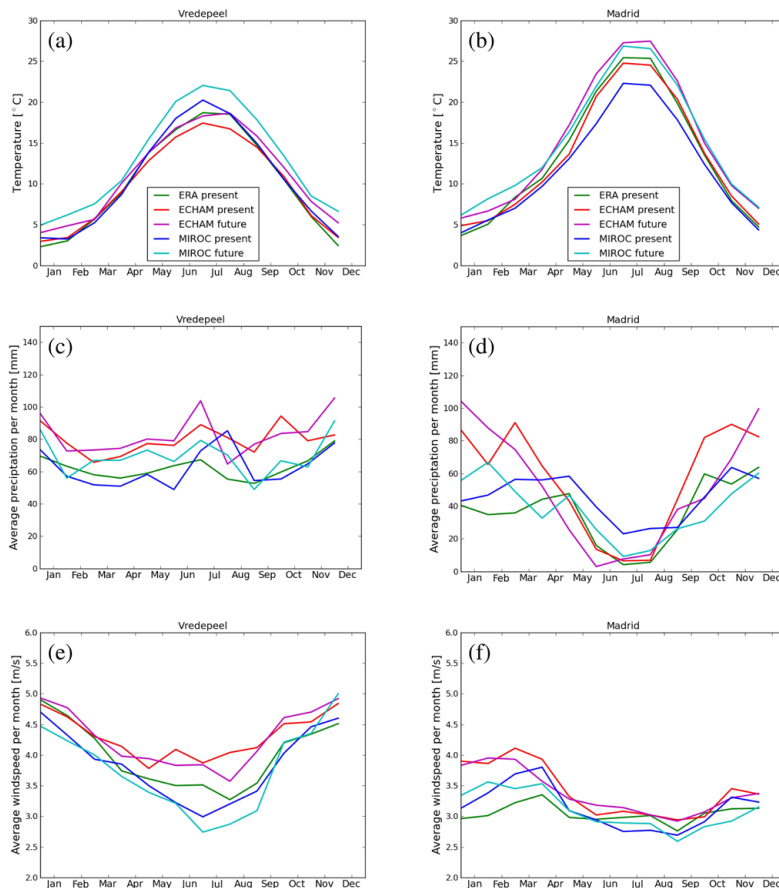 Vredepeel
(a)
Temperature [°C]
30
25
20
15
10
5
0
ERA present
ECHAM present
ECHAM future
MIROC present
MIROC future
Jan Feb Mar Apr May Jun Jul Aug Sep Oct Nov Dec
Madrid
(b)
Temperature [°C]
30
25
20
15
10
5
0
ERA present
ECHAM present
ECHAM future
MIROC present
MIROC future
Jan Feb Mar Apr May Jun Jul Aug Sep Oct Nov Dec
Vredepeel
(c)
Average preciptation per month [mm]
140
120
100
80
60
40
20
0
Jan Feb Mar Apr May Jun Jul Aug Sep Oct Nov Dec
Madrid
(d)
Average preciptation per month [mm]
140
120
100
80
60
40
20
0
Jan Feb Mar Apr May Jun Jul Aug Sep Oct Nov Dec
Vredepeel
(e)
Average windspeed per month [m/s]
6.0
5.5
5.0
4.5
4.0
3.5
3.0
2.5
2.0
Jan Feb Mar Apr May Jun Jul Aug Sep Oct Nov Dec
Madrid
(f)
Average windspeed per month [m/s]
6.0
5.5
5.0
4.5
4.0
3.5
3.0
2.5
2.0
Jan Feb Mar Apr May Jun Jul Aug Sep Oct Nov Dec